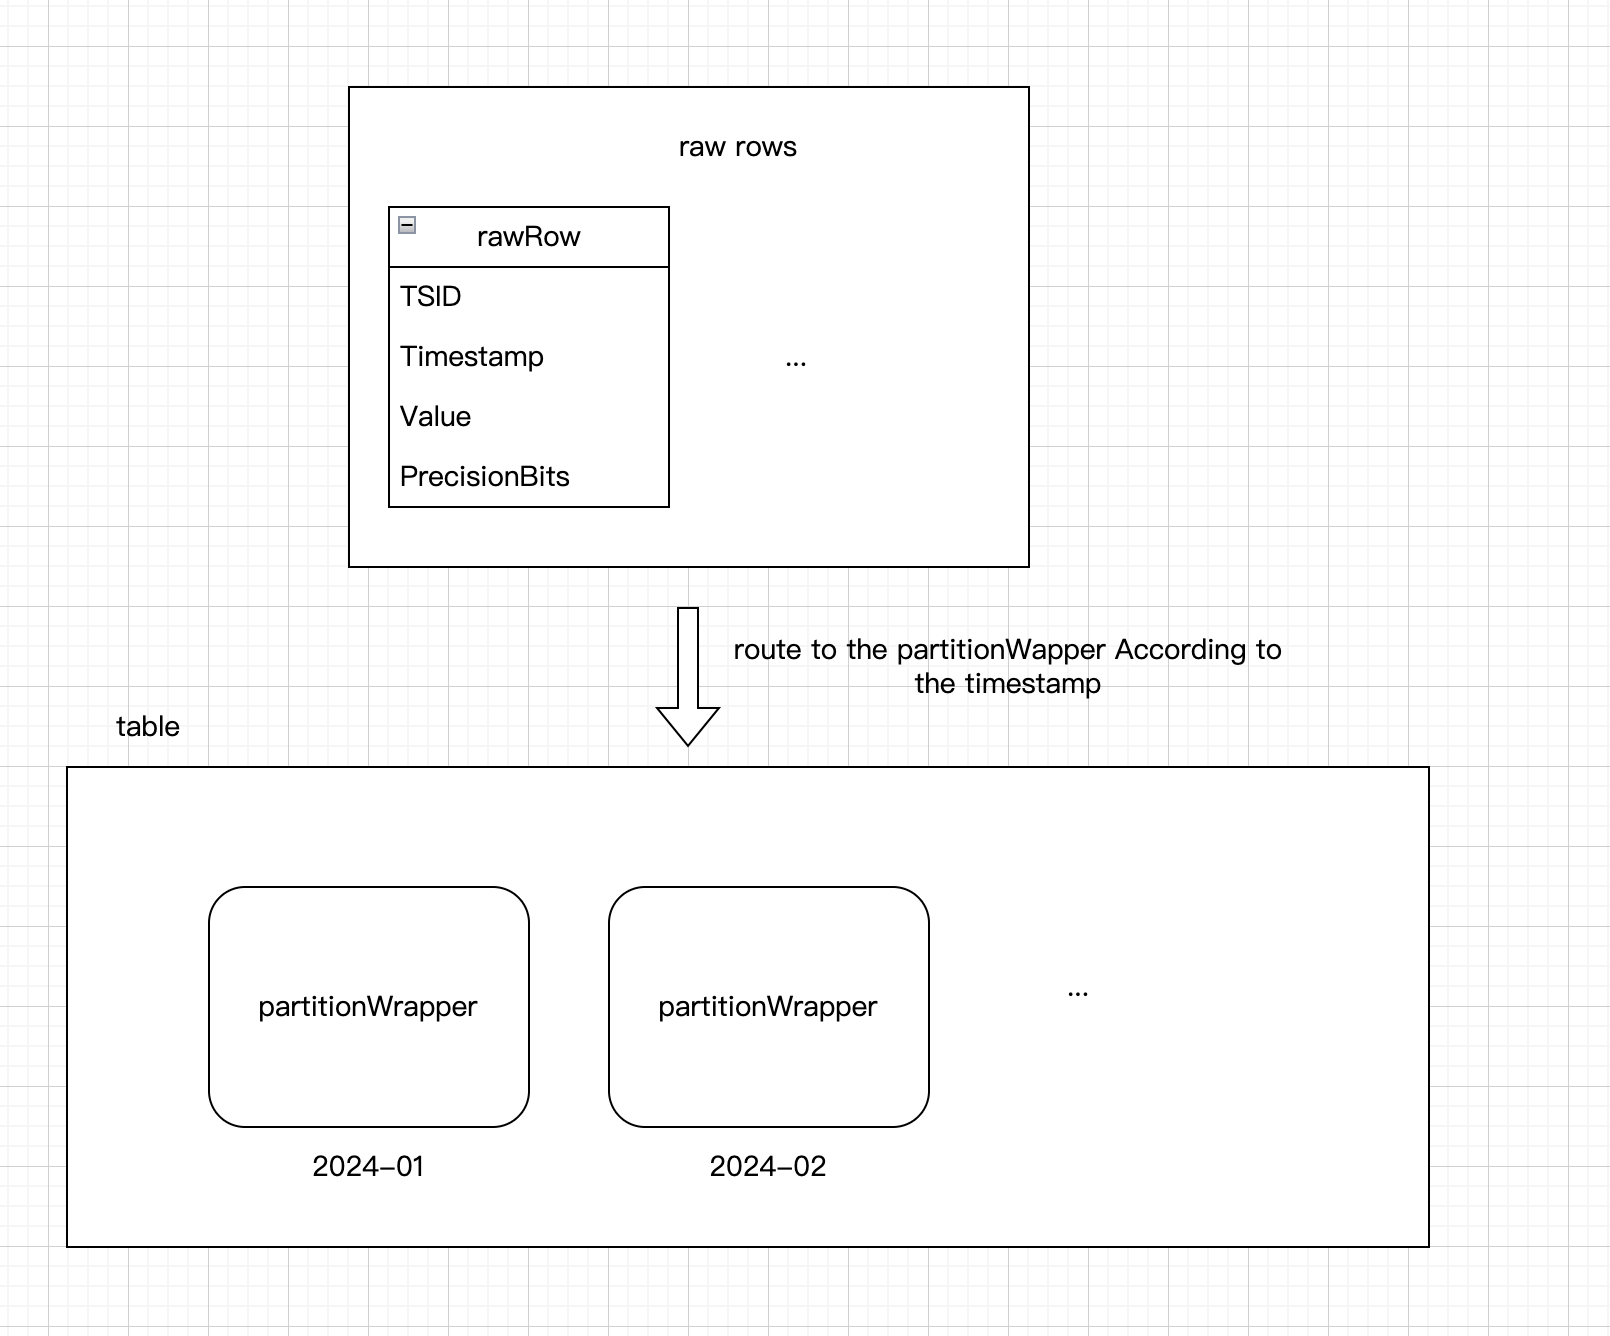 raw rows
rawRow
TSID
Timestamp
Value
PrecisionBits
...
route to the partitionWapper According to
the timestamp
table
partitionWrapper
partitionWrapper
...
2024-01
2024-02